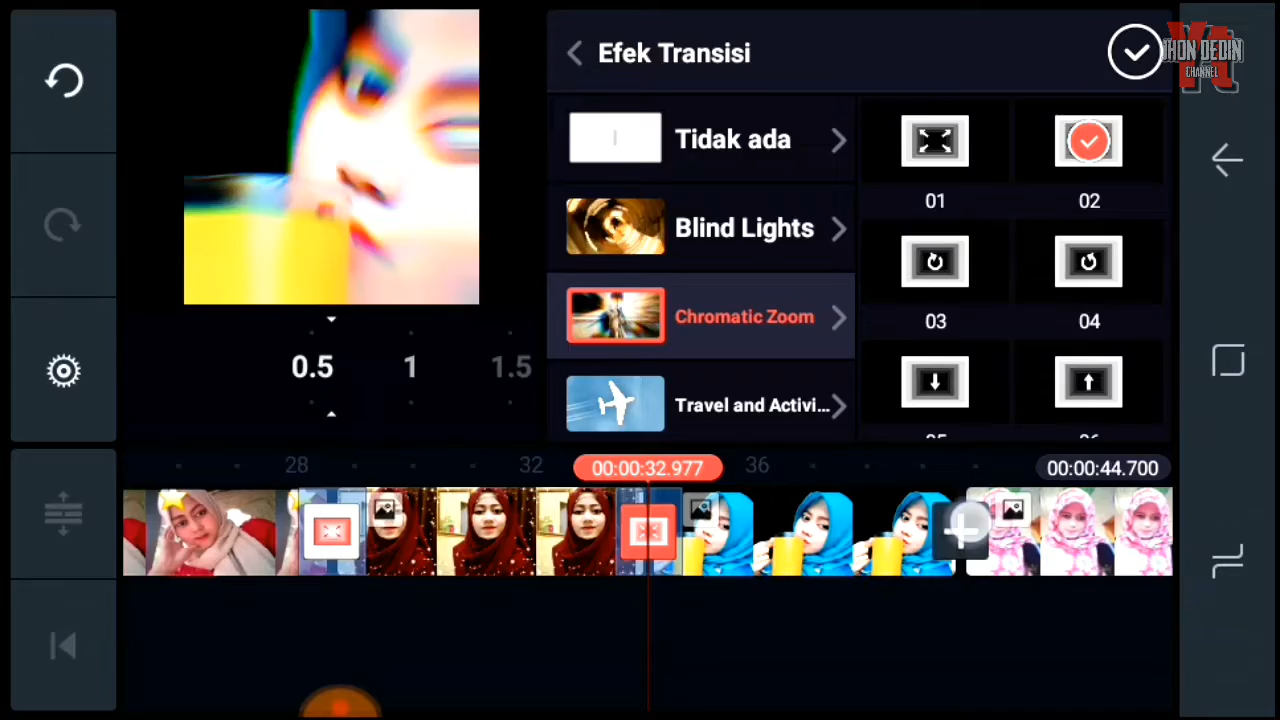 Efek Transisi
JHON DEDIN
CHANNEL
Tidak ada
Blind Lights
Chromatic Zoom
Travel and Activi...
01
02
03
04
0.5
1
1.5
28
32
00:00:32.977
36
00:00:44.700